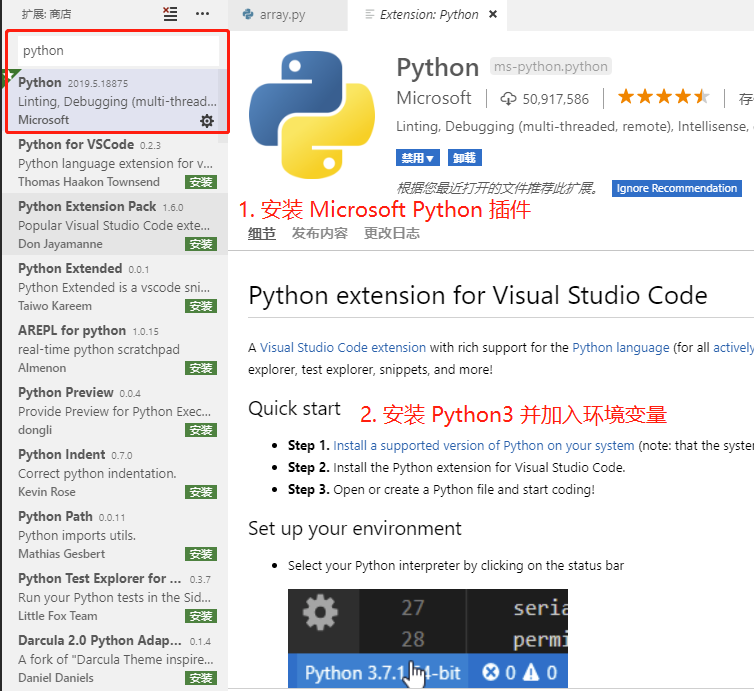 扩展: 商店
python
Python 2019.5.18875
Linting, Debugging (multi-thread...
Microsoft
Python for VSCode 0.2.3
Python language extension for v...
Thomas Haakon Townsend 安装
Python Extension Pack 1.6.0
Popular Visual Studio Code exte...
Don Jayamanne 安装
Python Extended 0.0.1
Python Extended is a vscode sni...
Taiwo Kareem 安装
AREPL for python 1.0.15
real-time python scratchpad
Almenon 安装
Python Preview 0.0.4
Provide Preview for Python Exec...
dongli 安装
Python Indent 0.7.0
Correct python indentation.
Kevin Rose 安装
Python Path 0.0.11
Python imports utils.
Mathias Gesbert 安装
Python Test Explorer for ... 0.3.7
Run your Python tests in the Sid...
Little Fox Team 安装
Darcula 2.0 Python Adap... 0.1.4
A fork of "Darcula Theme inspire...
Daniel Daniels 安装
array.py
Extension: Python
Python ms-python.python
Microsoft 50,917,586 存
Linting, Debugging (multi-threaded, remote), Intellisense,
禁用 卸载
根据您最近打开的文件推荐此扩展。 Ignore Recommendation
1. 安装 Microsoft Python 插件
细节 发布内容 更改日志
Python extension for Visual Studio Code
A Visual Studio Code extension with rich support for the Python language (for all actively
explorer, test explorer, snippets, and more!
Quick start
2. 安装 Python3 并加入环境变量
Step 1. Install a supported version of Python on your system (note: that the system
Step 2. Install the Python extension for Visual Studio Code.
Step 3. Open or create a Python file and start coding!
Set up your environment
Select your Python interpreter by clicking on the status bar
27 seria
28 permi
Python 3.7.1 4-bit 0 0